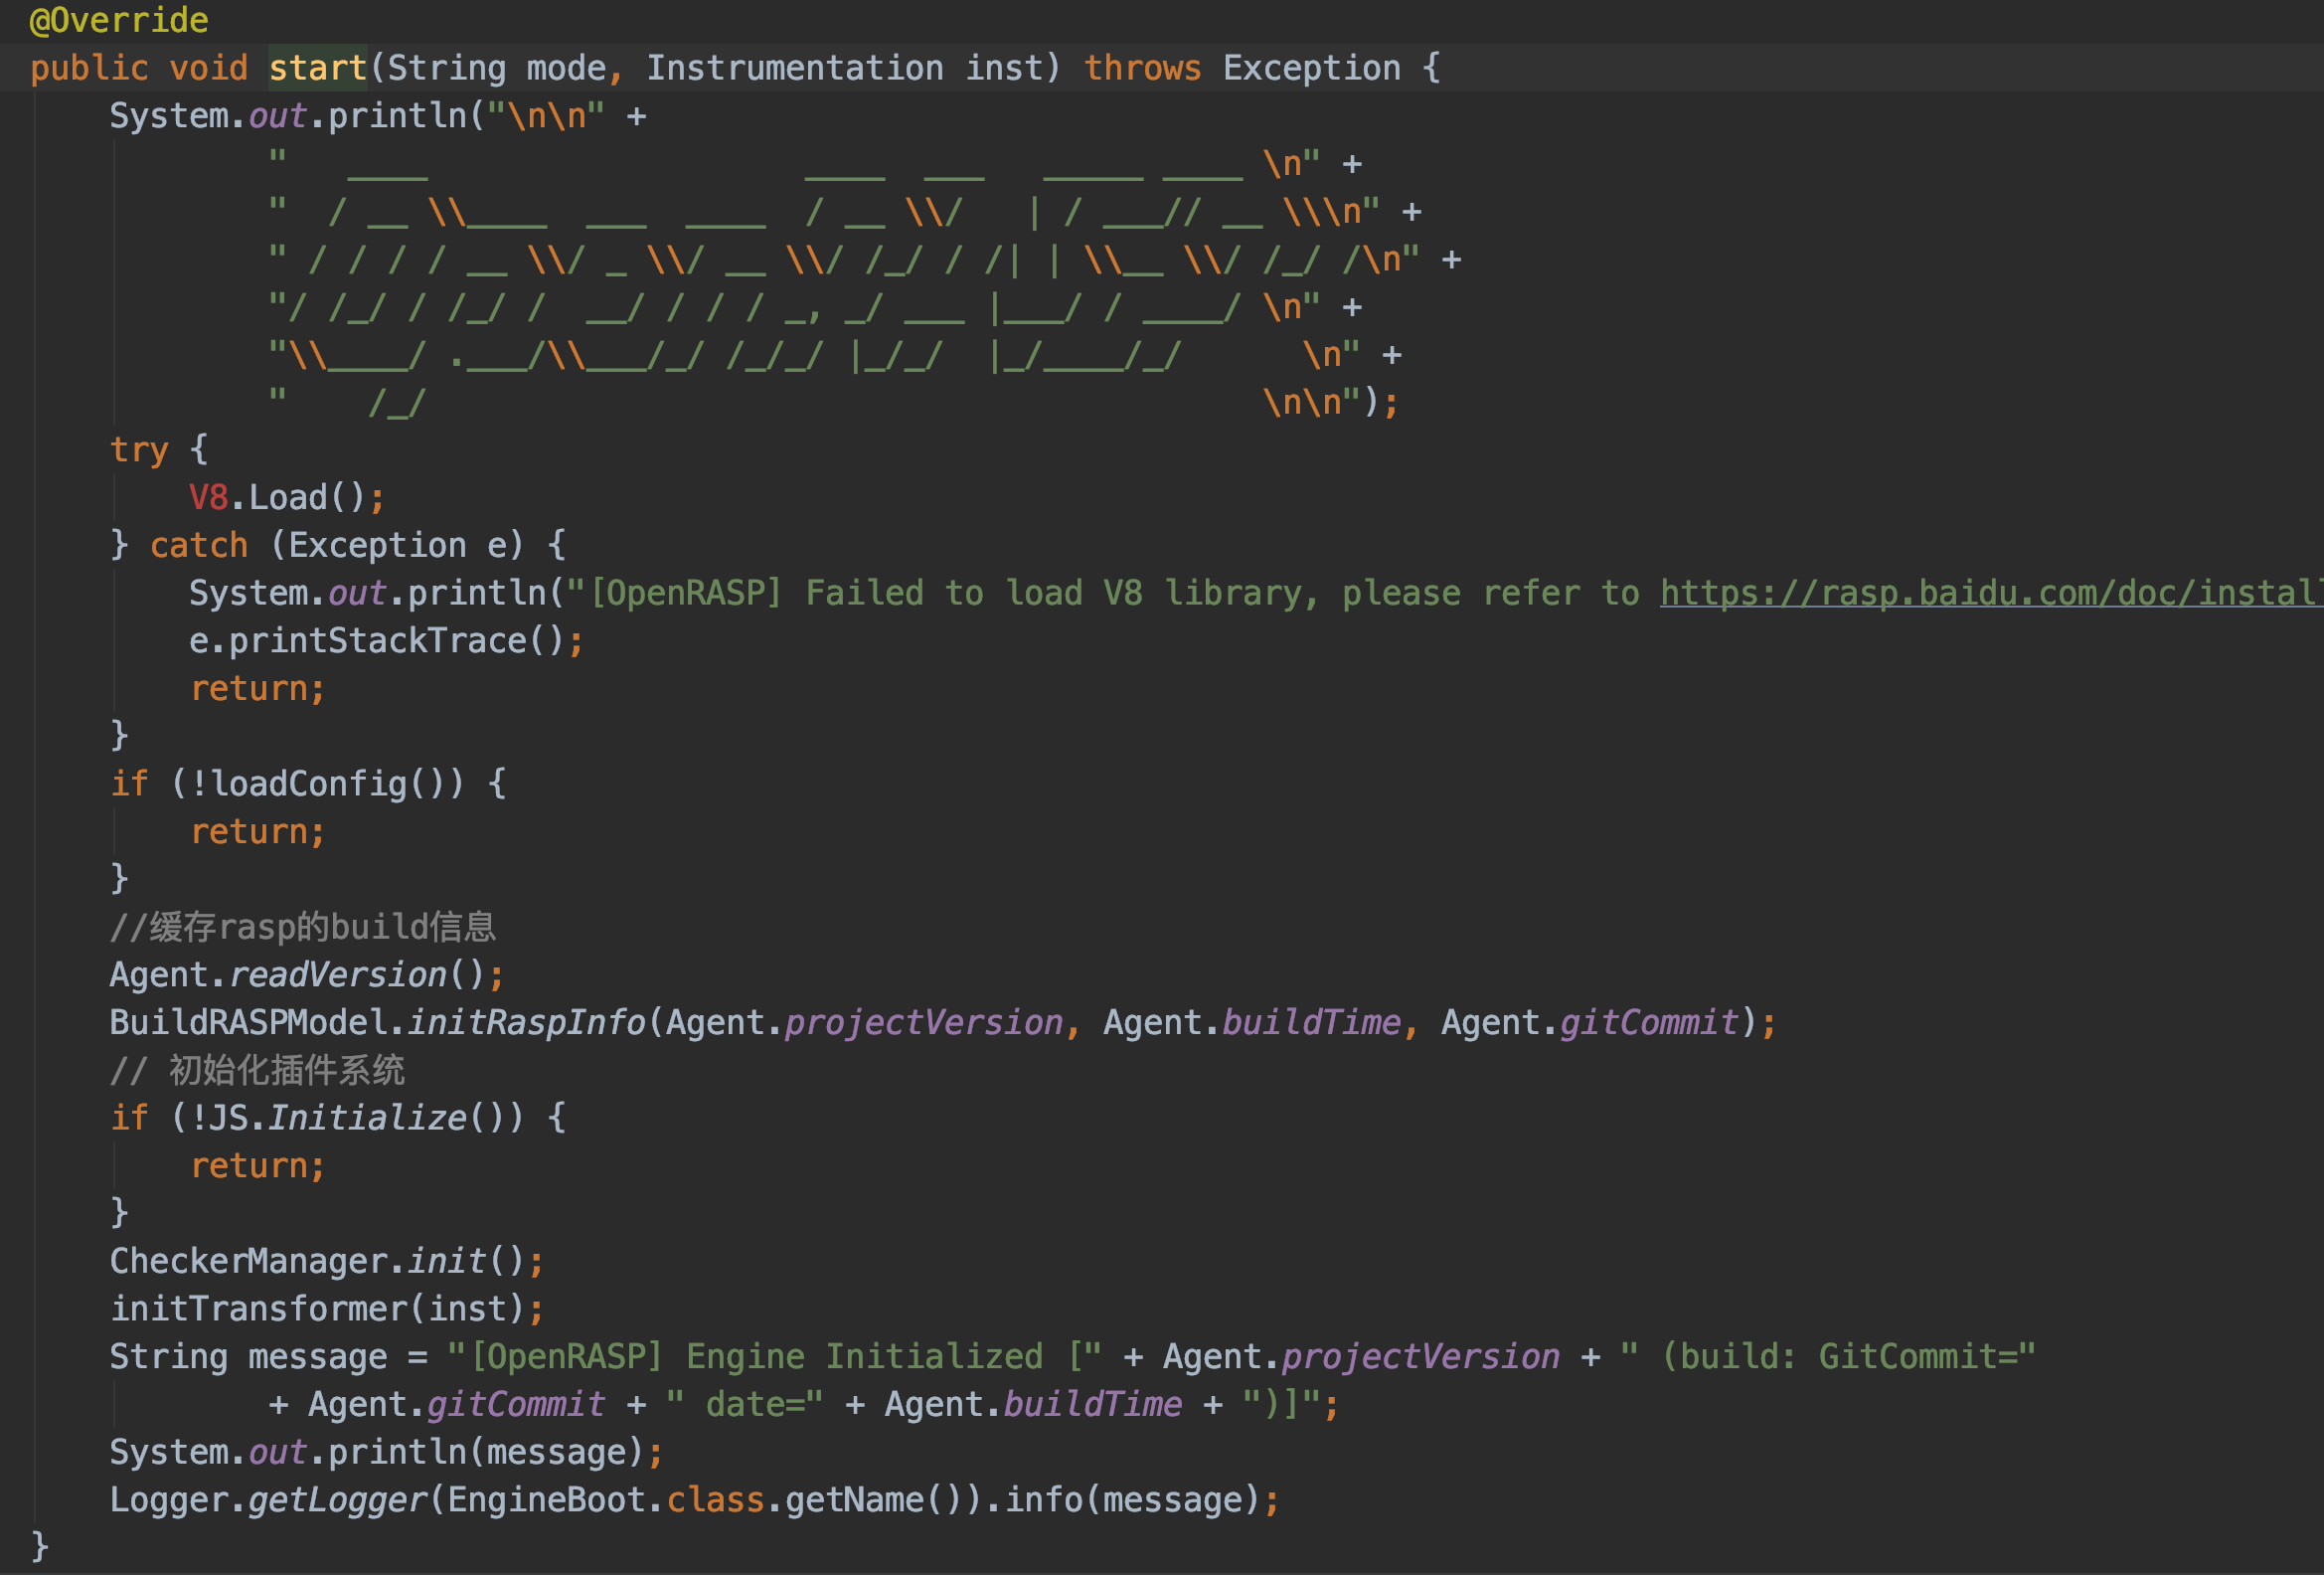 @Override
public void start(String mode, Instrumentation inst) throws Exception {
    System.out.println("\n\n" +
            "   ____                   ____  ___   _____ ____ \n" +
            "  / __ \\____  ___  ____  / __ \\/   | / ___// __ \\\n" +
            " / / / / __ \\/ _ \\/ __ \\/ /_/ / /| | \\__ \\/ /_/ /\n" +
            "/ /_/ / /_/ /  __/ / / / _, _/ ___ |___/ / ____/ \n" +
            "\\____/ .___/\\___/_/ /_/_/ |_/_/  |_/____/_/      \n" +
            "    /_/                                          \n\n");
    try {
        V8.Load();
    } catch (Exception e) {
        System.out.println("[OpenRASP] Failed to load V8 library, please refer to https://rasp.baidu.com/doc/instal
        e.printStackTrace();
        return;
    }
    if (!loadConfig()) {
        return;
    }
    //缓存rasp的build信息
    Agent.readVersion();
    BuildRASPModel.initRaspInfo(Agent.projectVersion, Agent.buildTime, Agent.gitCommit);
    // 初始化插件系统
    if (!JS.Initialize()) {
        return;
    }
    CheckerManager.init();
    initTransformer(inst);
    String message = "[OpenRASP] Engine Initialized [" + Agent.projectVersion + " (build: GitCommit="
            + Agent.gitCommit + " date=" + Agent.buildTime + ")]";
    System.out.println(message);
    Logger.getLogger(EngineBoot.class.getName()).info(message);
}